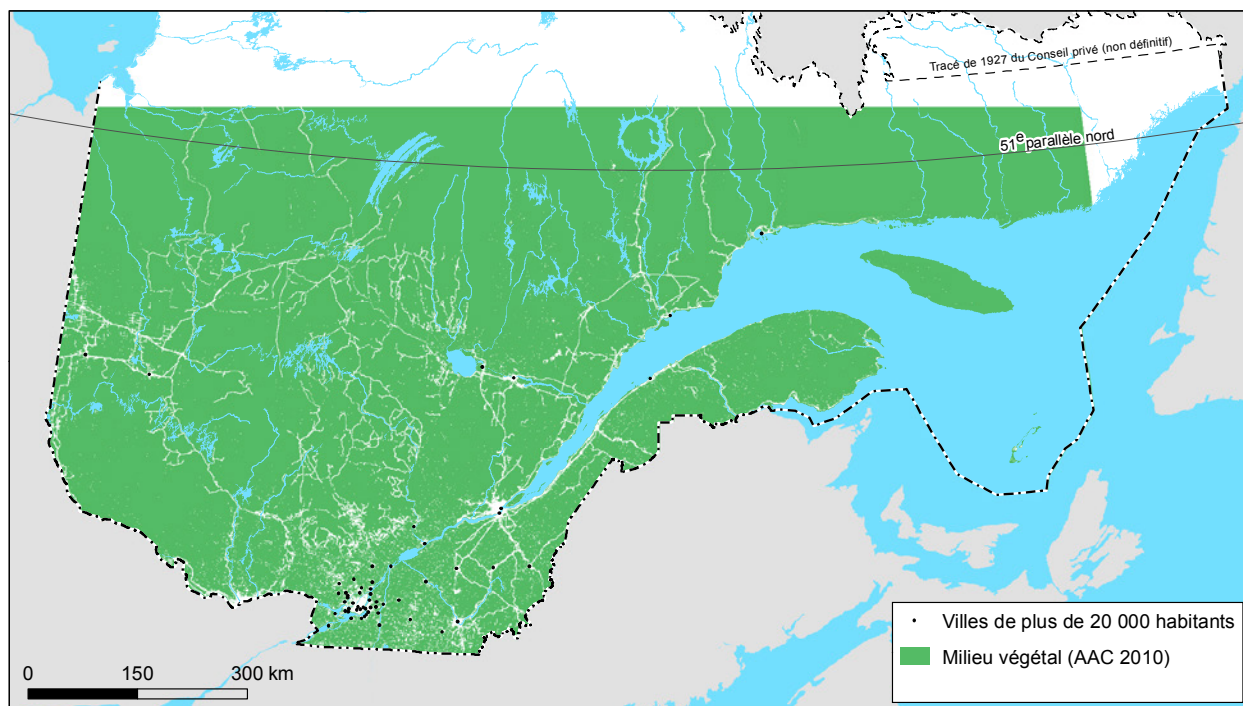 Tracé de 1927 du Conseil privé (non définitif)
51e parallèle nord
Villes de plus de 20 000 habitants
Milieu végétal (AAC 2010)
0 150 300 km